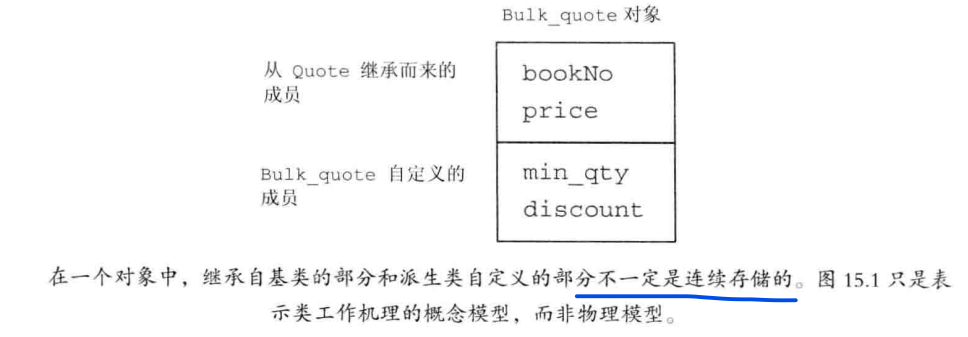 Bulk_quote 对象
从 Quote 继承而来的
成员
bookNo
price
Bulk_quote 自定义的
成员
min_qty
discount
在一个对象中，继承自基类的部分和派生类自定义的部分不一定是连续存储的。图 15.1 只是表
示类工作机理的概念模型，而非物理模型。